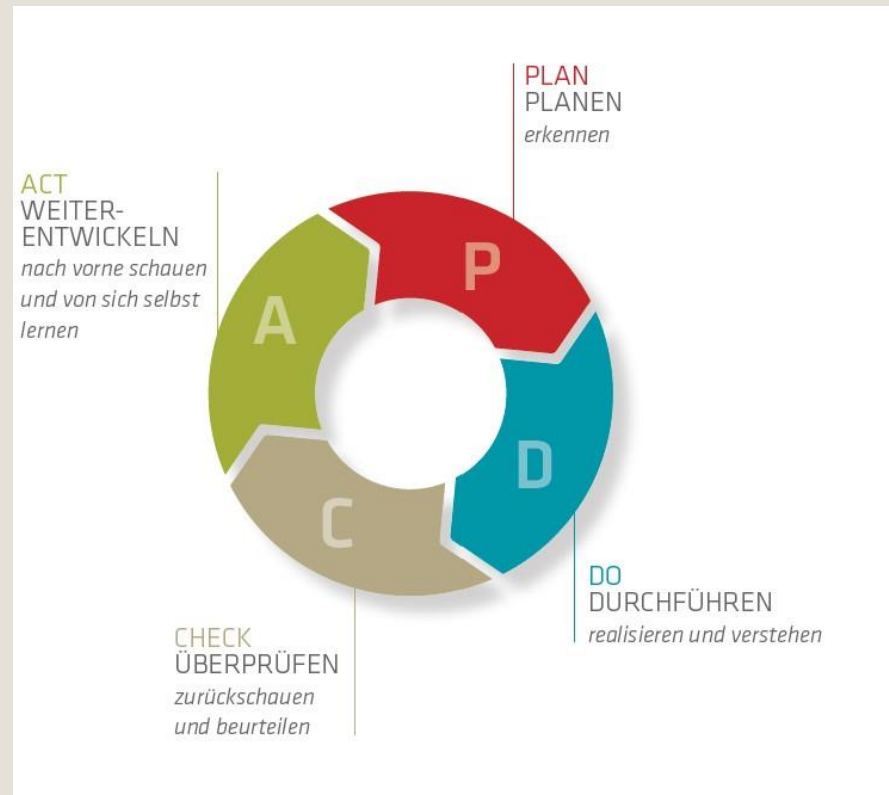 PLAN
PLANEN
erkennen
P
D
DO
DURCHFÜHREN
realisieren und verstehen
C
CHECK
ÜBERPRÜFEN
zurückschauen
und beurteilen
A
ACT
WEITER-
ENTWICKELN
nach vorne schauen
und von sich selbst
lernen